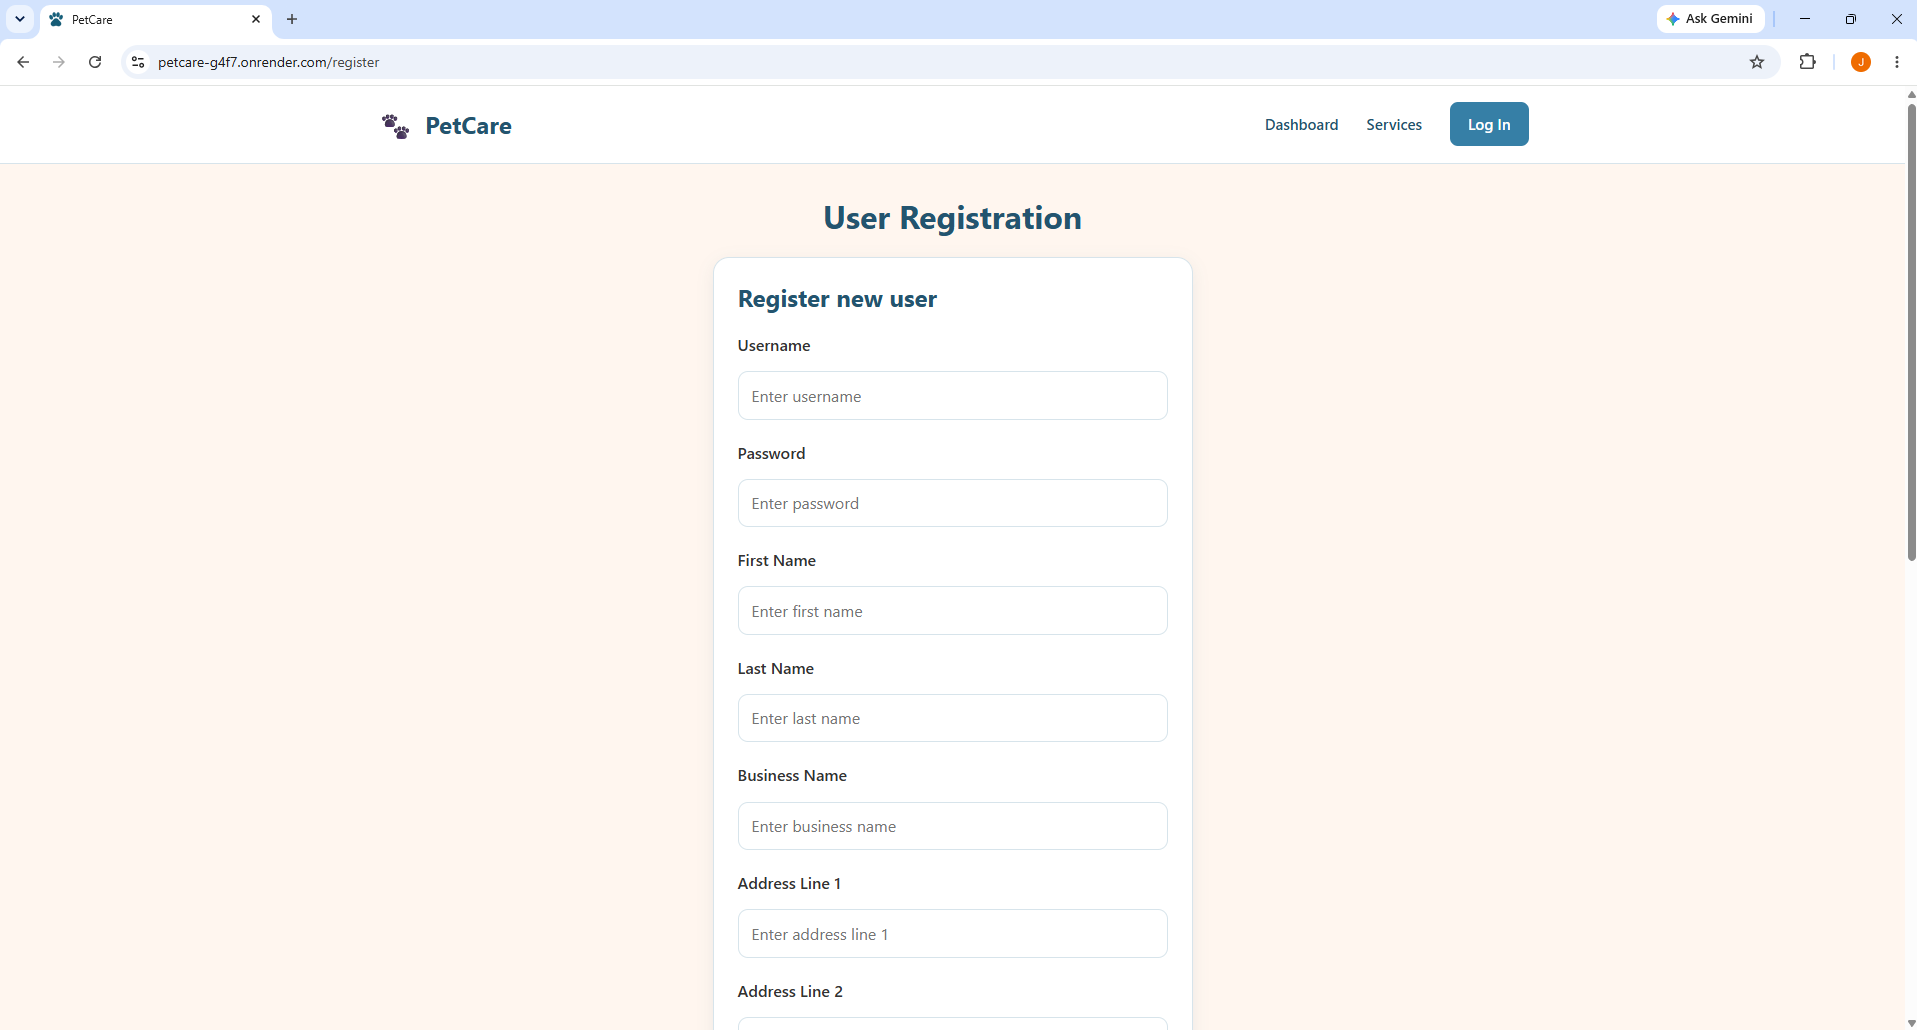 PetCare
Ask Gemini
petcare-g4f7.onrender.com/register
J
PetCare
Dashboard
Services
Log In
User Registration
Register new user
Username
Enter username
Password
Enter password
First Name
Enter first name
Last Name
Enter last name
Business Name
Enter business name
Address Line 1
Enter address line 1
Address Line 2